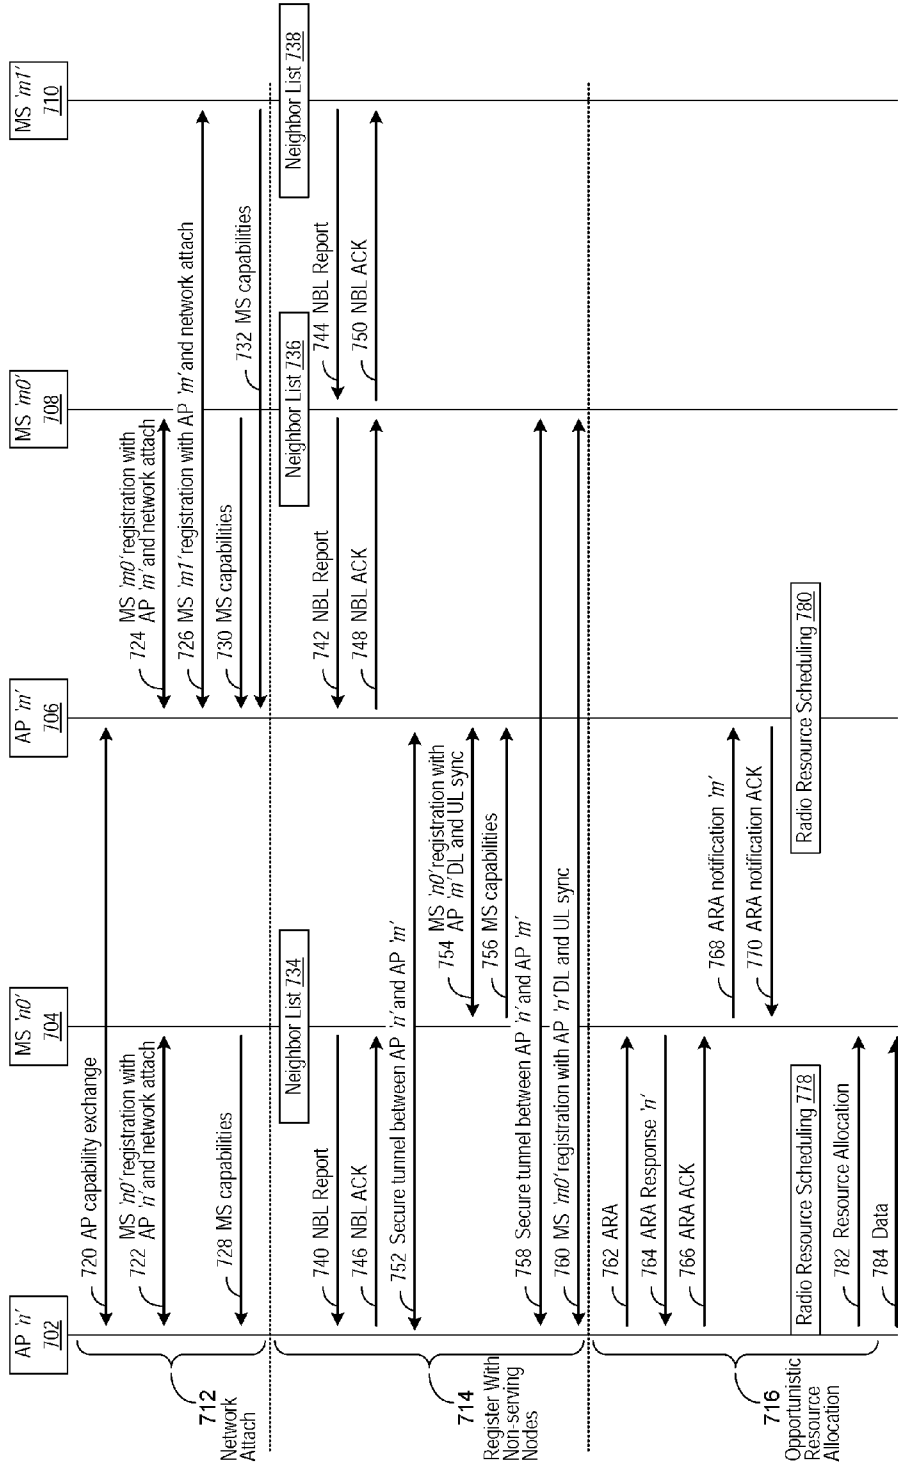 AP 'n'
702
MS 'n0'
704
AP 'm'
706
MS 'm0'
708
MS 'm1'
710
712
Network
Attach
720 AP capability exchange
722 MS 'n0' registration with
AP 'n' and network attach
724 MS 'm0' registration with
AP 'm' and network attach
726 MS 'm1' registration with AP 'm' and network attach
728 MS capabilities
730 MS capabilities
732 MS capabilities
714
Register With
Non-serving
Nodes
Neighbor List 734
Neighbor List 736
Neighbor List 738
740 NBL Report
742 NBL Report
744 NBL Report
746 NBL ACK
748 NBL ACK
750 NBL ACK
752 Secure tunnel between AP 'n' and AP 'm'
754 MS 'n0' registration with
AP 'm' DL and UL sync
756 MS capabilities
758 Secure tunnel between AP 'n' and AP 'm'
760 MS 'm0' registration with AP 'n' DL and UL sync
716
Opportunistic
Resource
Allocation
762 ARA
764 ARA Response 'n'
766 ARA ACK
768 ARA notification 'm'
770 ARA notification ACK
Radio Resource Scheduling 778
Radio Resource Scheduling 780
782 Resource Allocation
784 Data